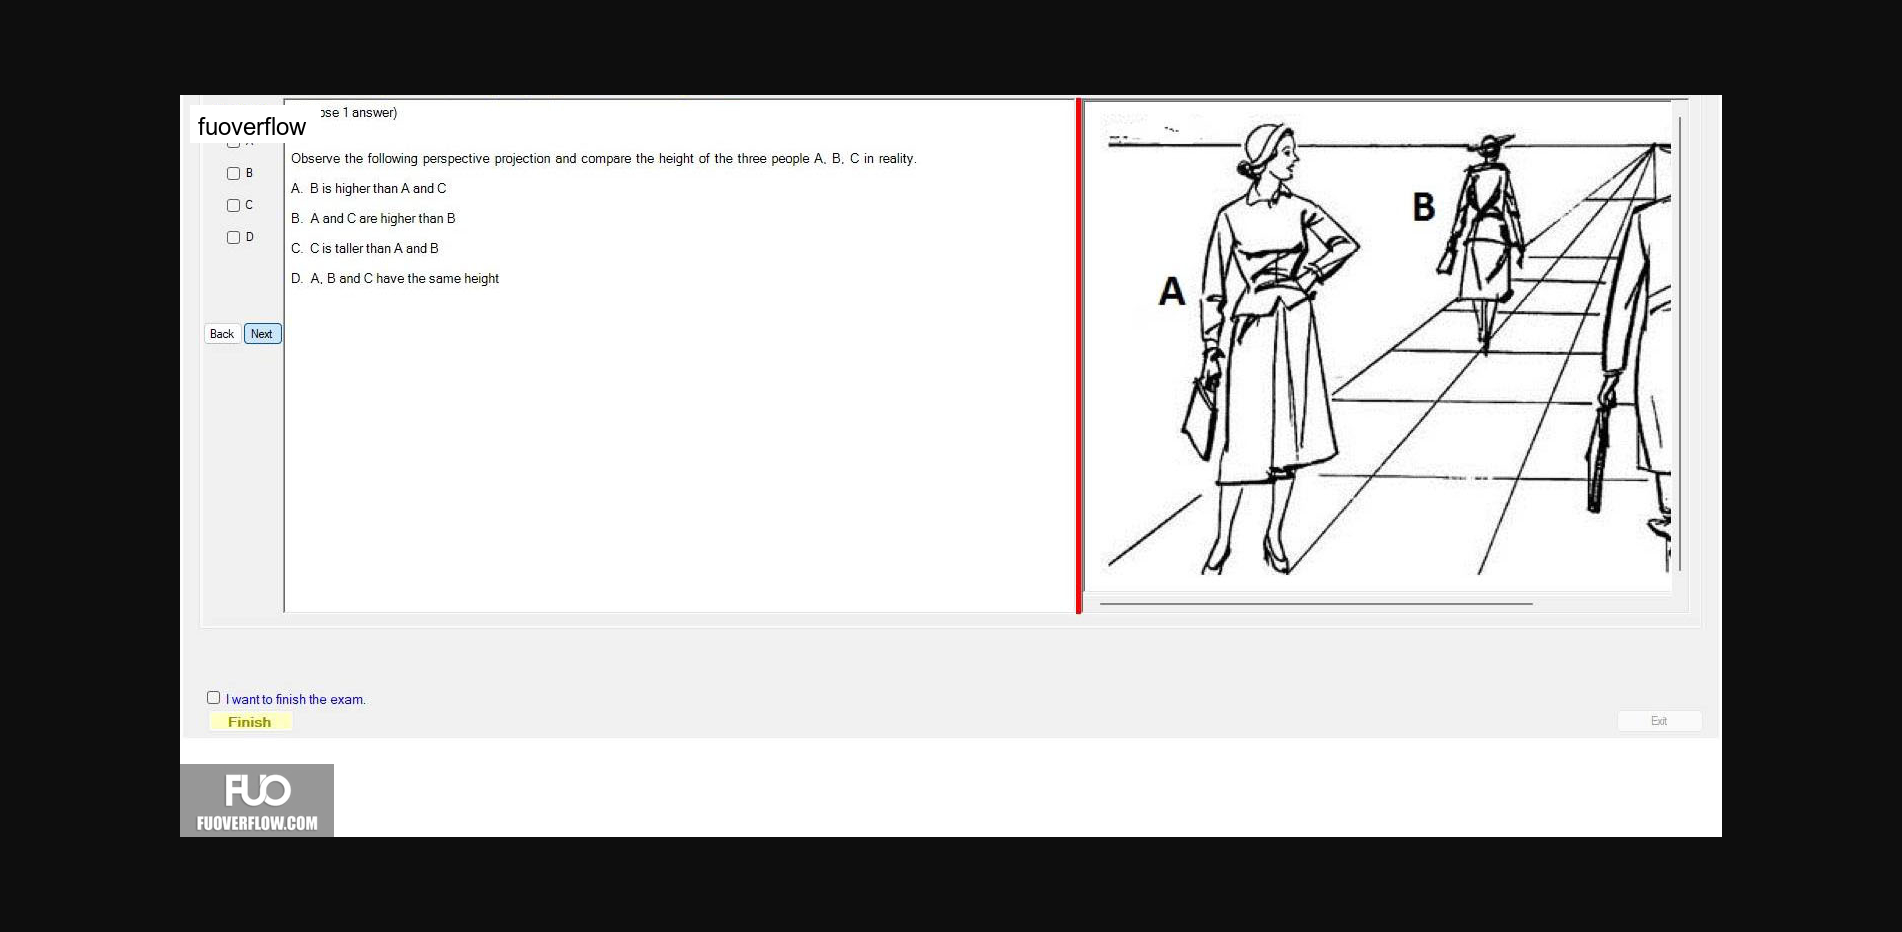 fuoverflow
ose 1 answer)
B
C
D
Back
Next
Observe the following perspective projection and compare the height of the three people A, B, C in reality.
A. B is higher than A and C
B. A and C are higher than B
C. C is taller than A and B
D. A, B and C have the same height
A
B
I want to finish the exam.
Finish
Exit
FUO
FUOVERFLOW.COM